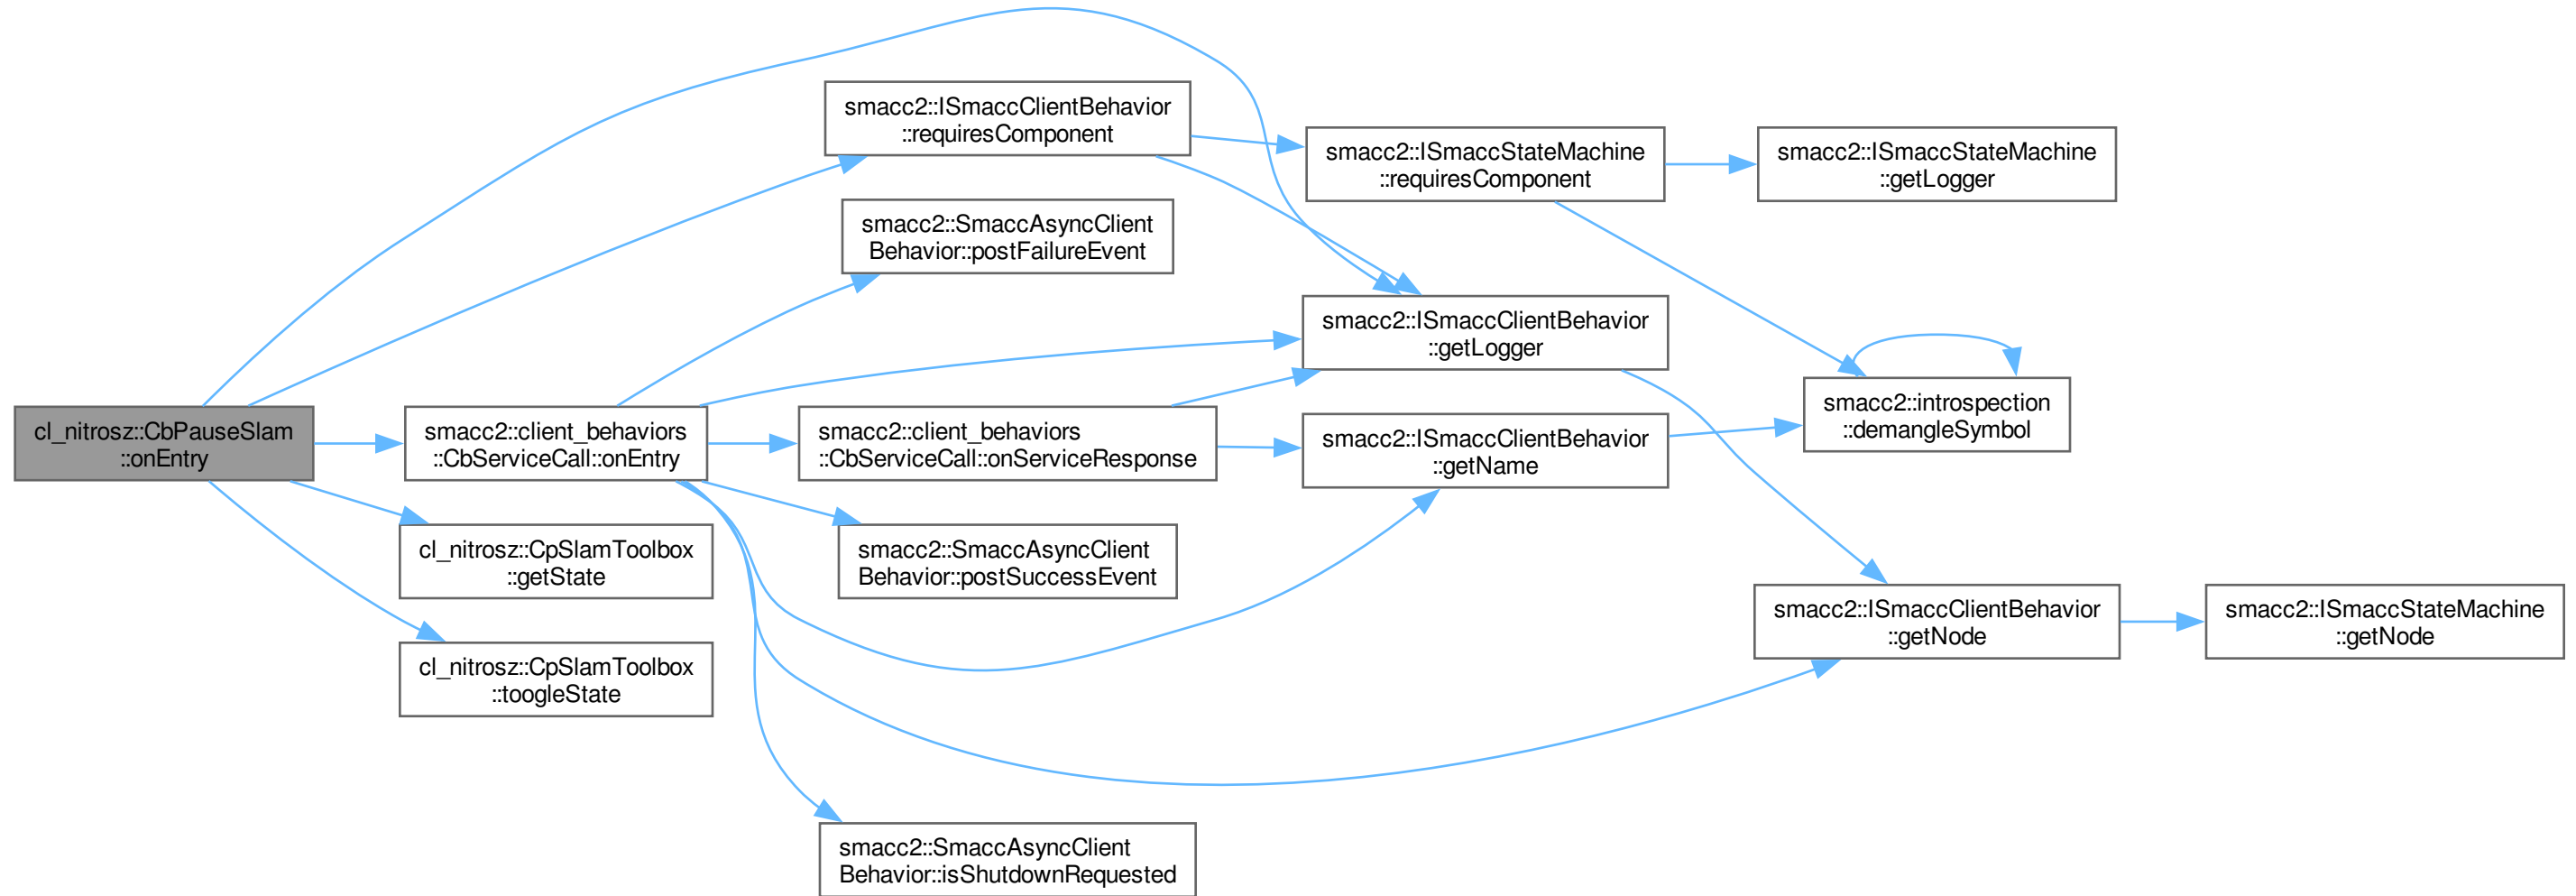 cl_nitrosz::CbPauseSlam
::onEntry
smacc2::ISmaccClientBehavior
::requiresComponent
smacc2::SmaccAsyncClient
Behavior::postFailureEvent
smacc2::client_behaviors
::CbServiceCall::onEntry
smacc2::client_behaviors
::CbServiceCall::onServiceResponse
cl_nitrosz::CpSlamToolbox
::getState
smacc2::SmaccAsyncClient
Behavior::postSuccessEvent
cl_nitrosz::CpSlamToolbox
::toogleState
smacc2::SmaccAsyncClient
Behavior::isShutdownRequested
smacc2::ISmaccStateMachine
::requiresComponent
smacc2::ISmaccClientBehavior
::getLogger
smacc2::ISmaccClientBehavior
::getName
smacc2::ISmaccStateMachine
::getLogger
smacc2::introspection
::demangleSymbol
smacc2::ISmaccClientBehavior
::getNode
smacc2::ISmaccStateMachine
::getNode